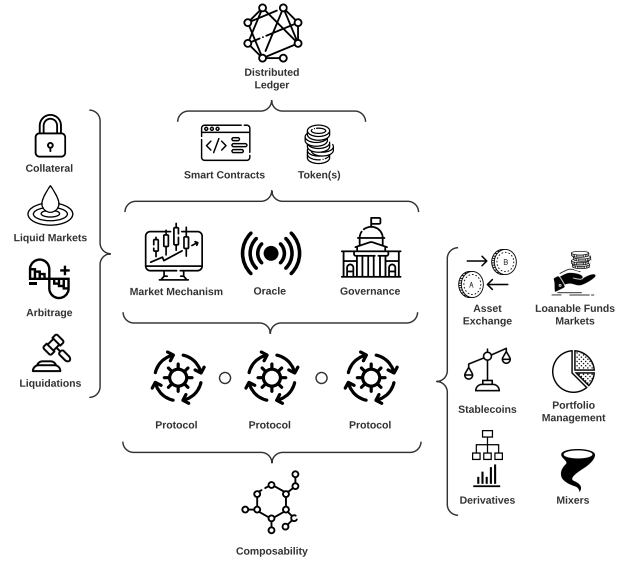 Distributed
Ledger
Smart Contracts
Token(s)
Collateral
Liquid Markets
Arbitrage
Liquidations
Market Mechanism
Oracle
Governance
Protocol
Protocol
Protocol
Composability
B
A
Asset
Exchange
Loanable Funds
Markets
Stablecoins
Portfolio
Management
Derivatives
Mixers